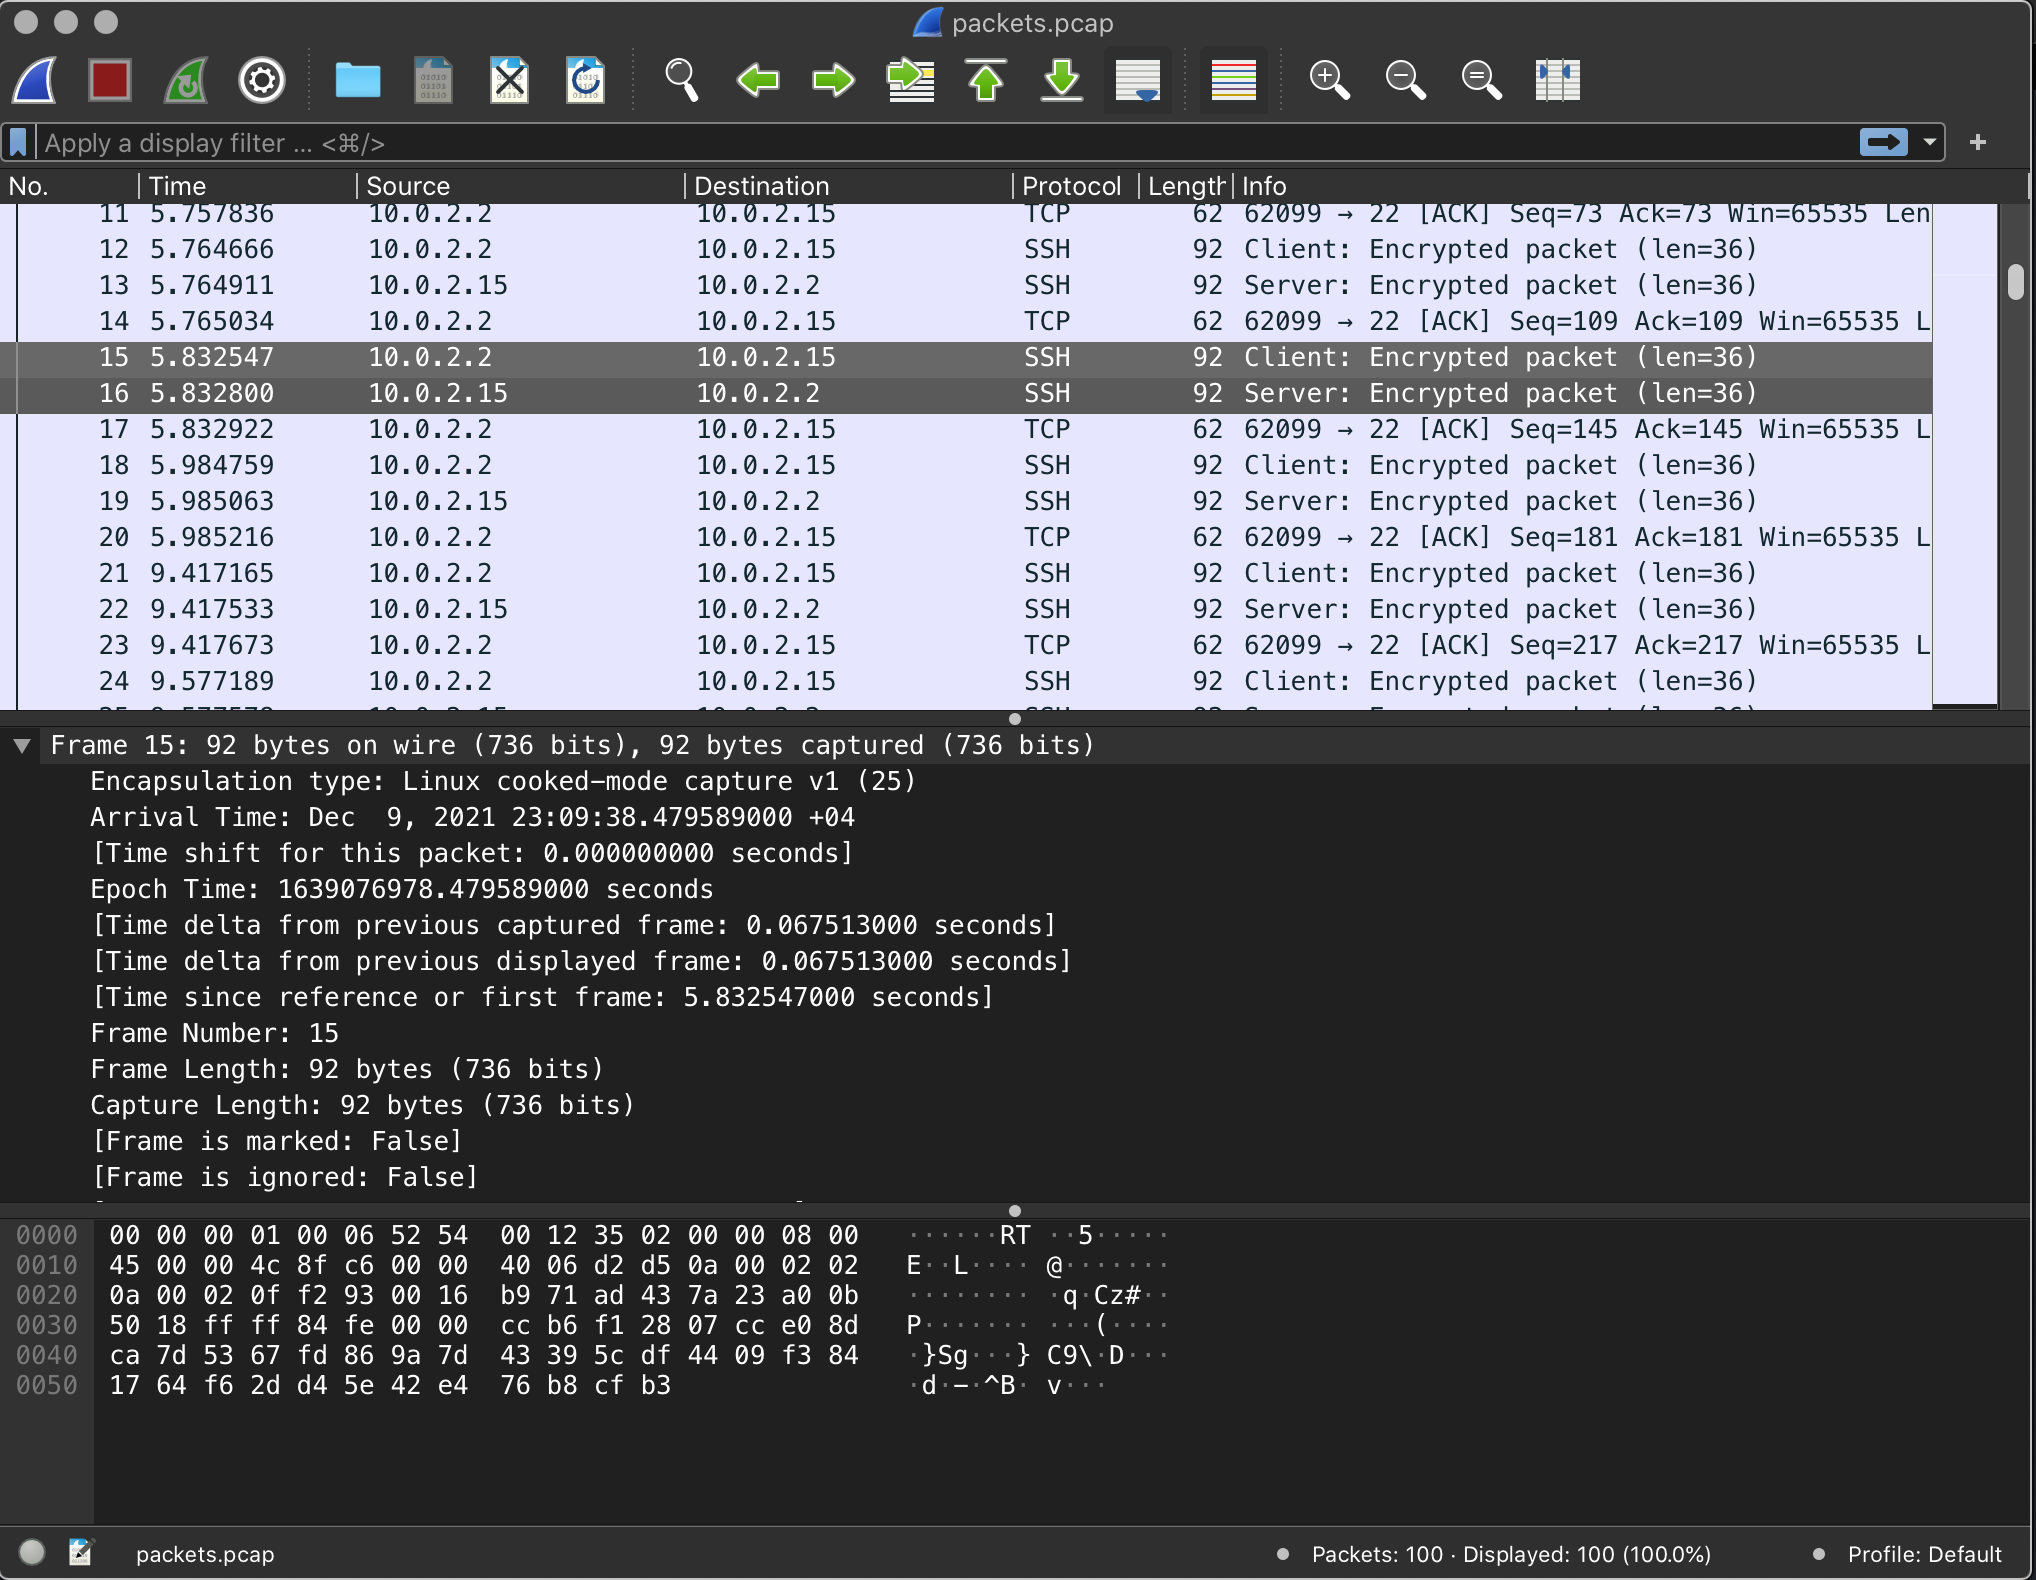 packets.pcap
Apply a display filter ... <⌘/>
No. Time Source Destination Protocol Length Info
11 5.757836 10.0.2.2 10.0.2.15 TCP 62 62099 → 22 [ACK] Seq=73 Ack=73 Win=65535 Len
12 5.764666 10.0.2.2 10.0.2.15 SSH 92 Client: Encrypted packet (len=36)
13 5.764911 10.0.2.15 10.0.2.2 SSH 92 Server: Encrypted packet (len=36)
14 5.765034 10.0.2.2 10.0.2.15 TCP 62 62099 → 22 [ACK] Seq=109 Ack=109 Win=65535 L
15 5.832547 10.0.2.2 10.0.2.15 SSH 92 Client: Encrypted packet (len=36)
16 5.832800 10.0.2.15 10.0.2.2 SSH 92 Server: Encrypted packet (len=36)
17 5.832922 10.0.2.2 10.0.2.15 TCP 62 62099 → 22 [ACK] Seq=145 Ack=145 Win=65535 L
18 5.984759 10.0.2.2 10.0.2.15 SSH 92 Client: Encrypted packet (len=36)
19 5.985063 10.0.2.15 10.0.2.2 SSH 92 Server: Encrypted packet (len=36)
20 5.985216 10.0.2.2 10.0.2.15 TCP 62 62099 → 22 [ACK] Seq=181 Ack=181 Win=65535 L
21 9.417165 10.0.2.2 10.0.2.15 SSH 92 Client: Encrypted packet (len=36)
22 9.417533 10.0.2.15 10.0.2.2 SSH 92 Server: Encrypted packet (len=36)
23 9.417673 10.0.2.2 10.0.2.15 TCP 62 62099 → 22 [ACK] Seq=217 Ack=217 Win=65535 L
24 9.577189 10.0.2.2 10.0.2.15 SSH 92 Client: Encrypted packet (len=36)
Frame 15: 92 bytes on wire (736 bits), 92 bytes captured (736 bits)
Encapsulation type: Linux cooked-mode capture v1 (25)
Arrival Time: Dec  9, 2021 23:09:38.479589000 +04
[Time shift for this packet: 0.000000000 seconds]
Epoch Time: 1639076978.479589000 seconds
[Time delta from previous captured frame: 0.067513000 seconds]
[Time delta from previous displayed frame: 0.067513000 seconds]
[Time since reference or first frame: 5.832547000 seconds]
Frame Number: 15
Frame Length: 92 bytes (736 bits)
Capture Length: 92 bytes (736 bits)
[Frame is marked: False]
[Frame is ignored: False]
0000 00 00 00 01 00 06 52 54 00 12 35 02 00 00 08 00 ······RT ··5·····
0010 45 00 00 4c 8f c6 00 00 40 06 d2 d5 0a 00 02 02 E··L···· @·······
0020 0a 00 02 0f f2 93 00 16 b9 71 ad 43 7a 23 a0 0b ········ ·q·Cz#··
0030 50 18 ff ff 84 fe 00 00 cc b6 f1 28 07 cc e0 8d P······· ···(····
0040 ca 7d 53 67 fd 86 9a 7d 43 39 5c df 44 09 f3 84 ·}Sg···} C9\·D···
0050 17 64 f6 2d d4 5e 42 e4 76 b8 cf b3 ·d·-·^B· v···
packets.pcap
Packets: 100 · Displayed: 100 (100.0%)
Profile: Default